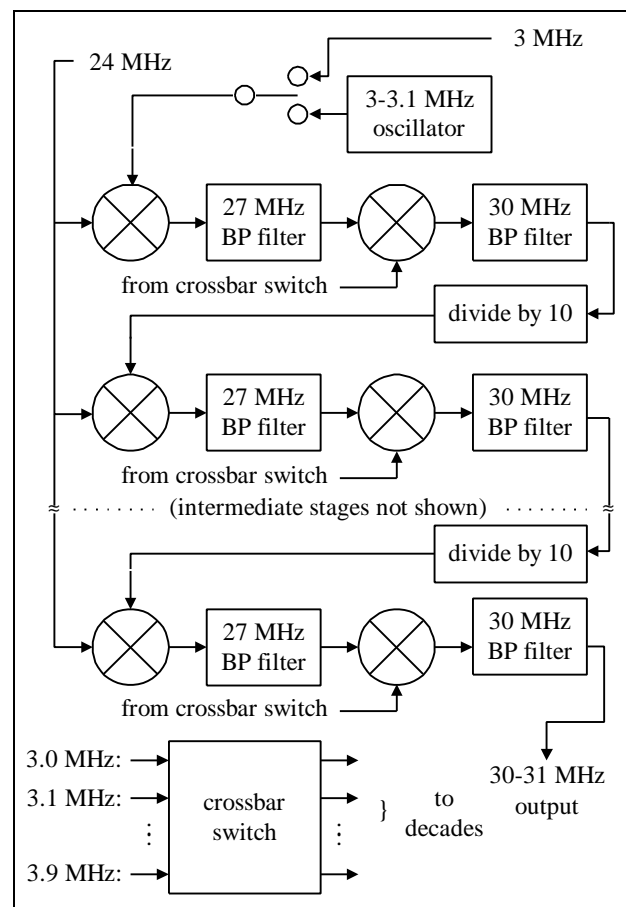 24 MHz
3 MHz
3-3.1 MHz
oscillator
27 MHz
BP filter
30 MHz
BP filter
from crossbar switch
divide by 10
27 MHz
BP filter
30 MHz
BP filter
from crossbar switch
≈ · · · · · · (intermediate stages not shown) · · · · · · ≈
divide by 10
27 MHz
BP filter
30 MHz
BP filter
from crossbar switch
30-31 MHz
output
3.0 MHz:
3.1 MHz:
⋮
3.9 MHz:
crossbar
switch
⋮
} to
decades